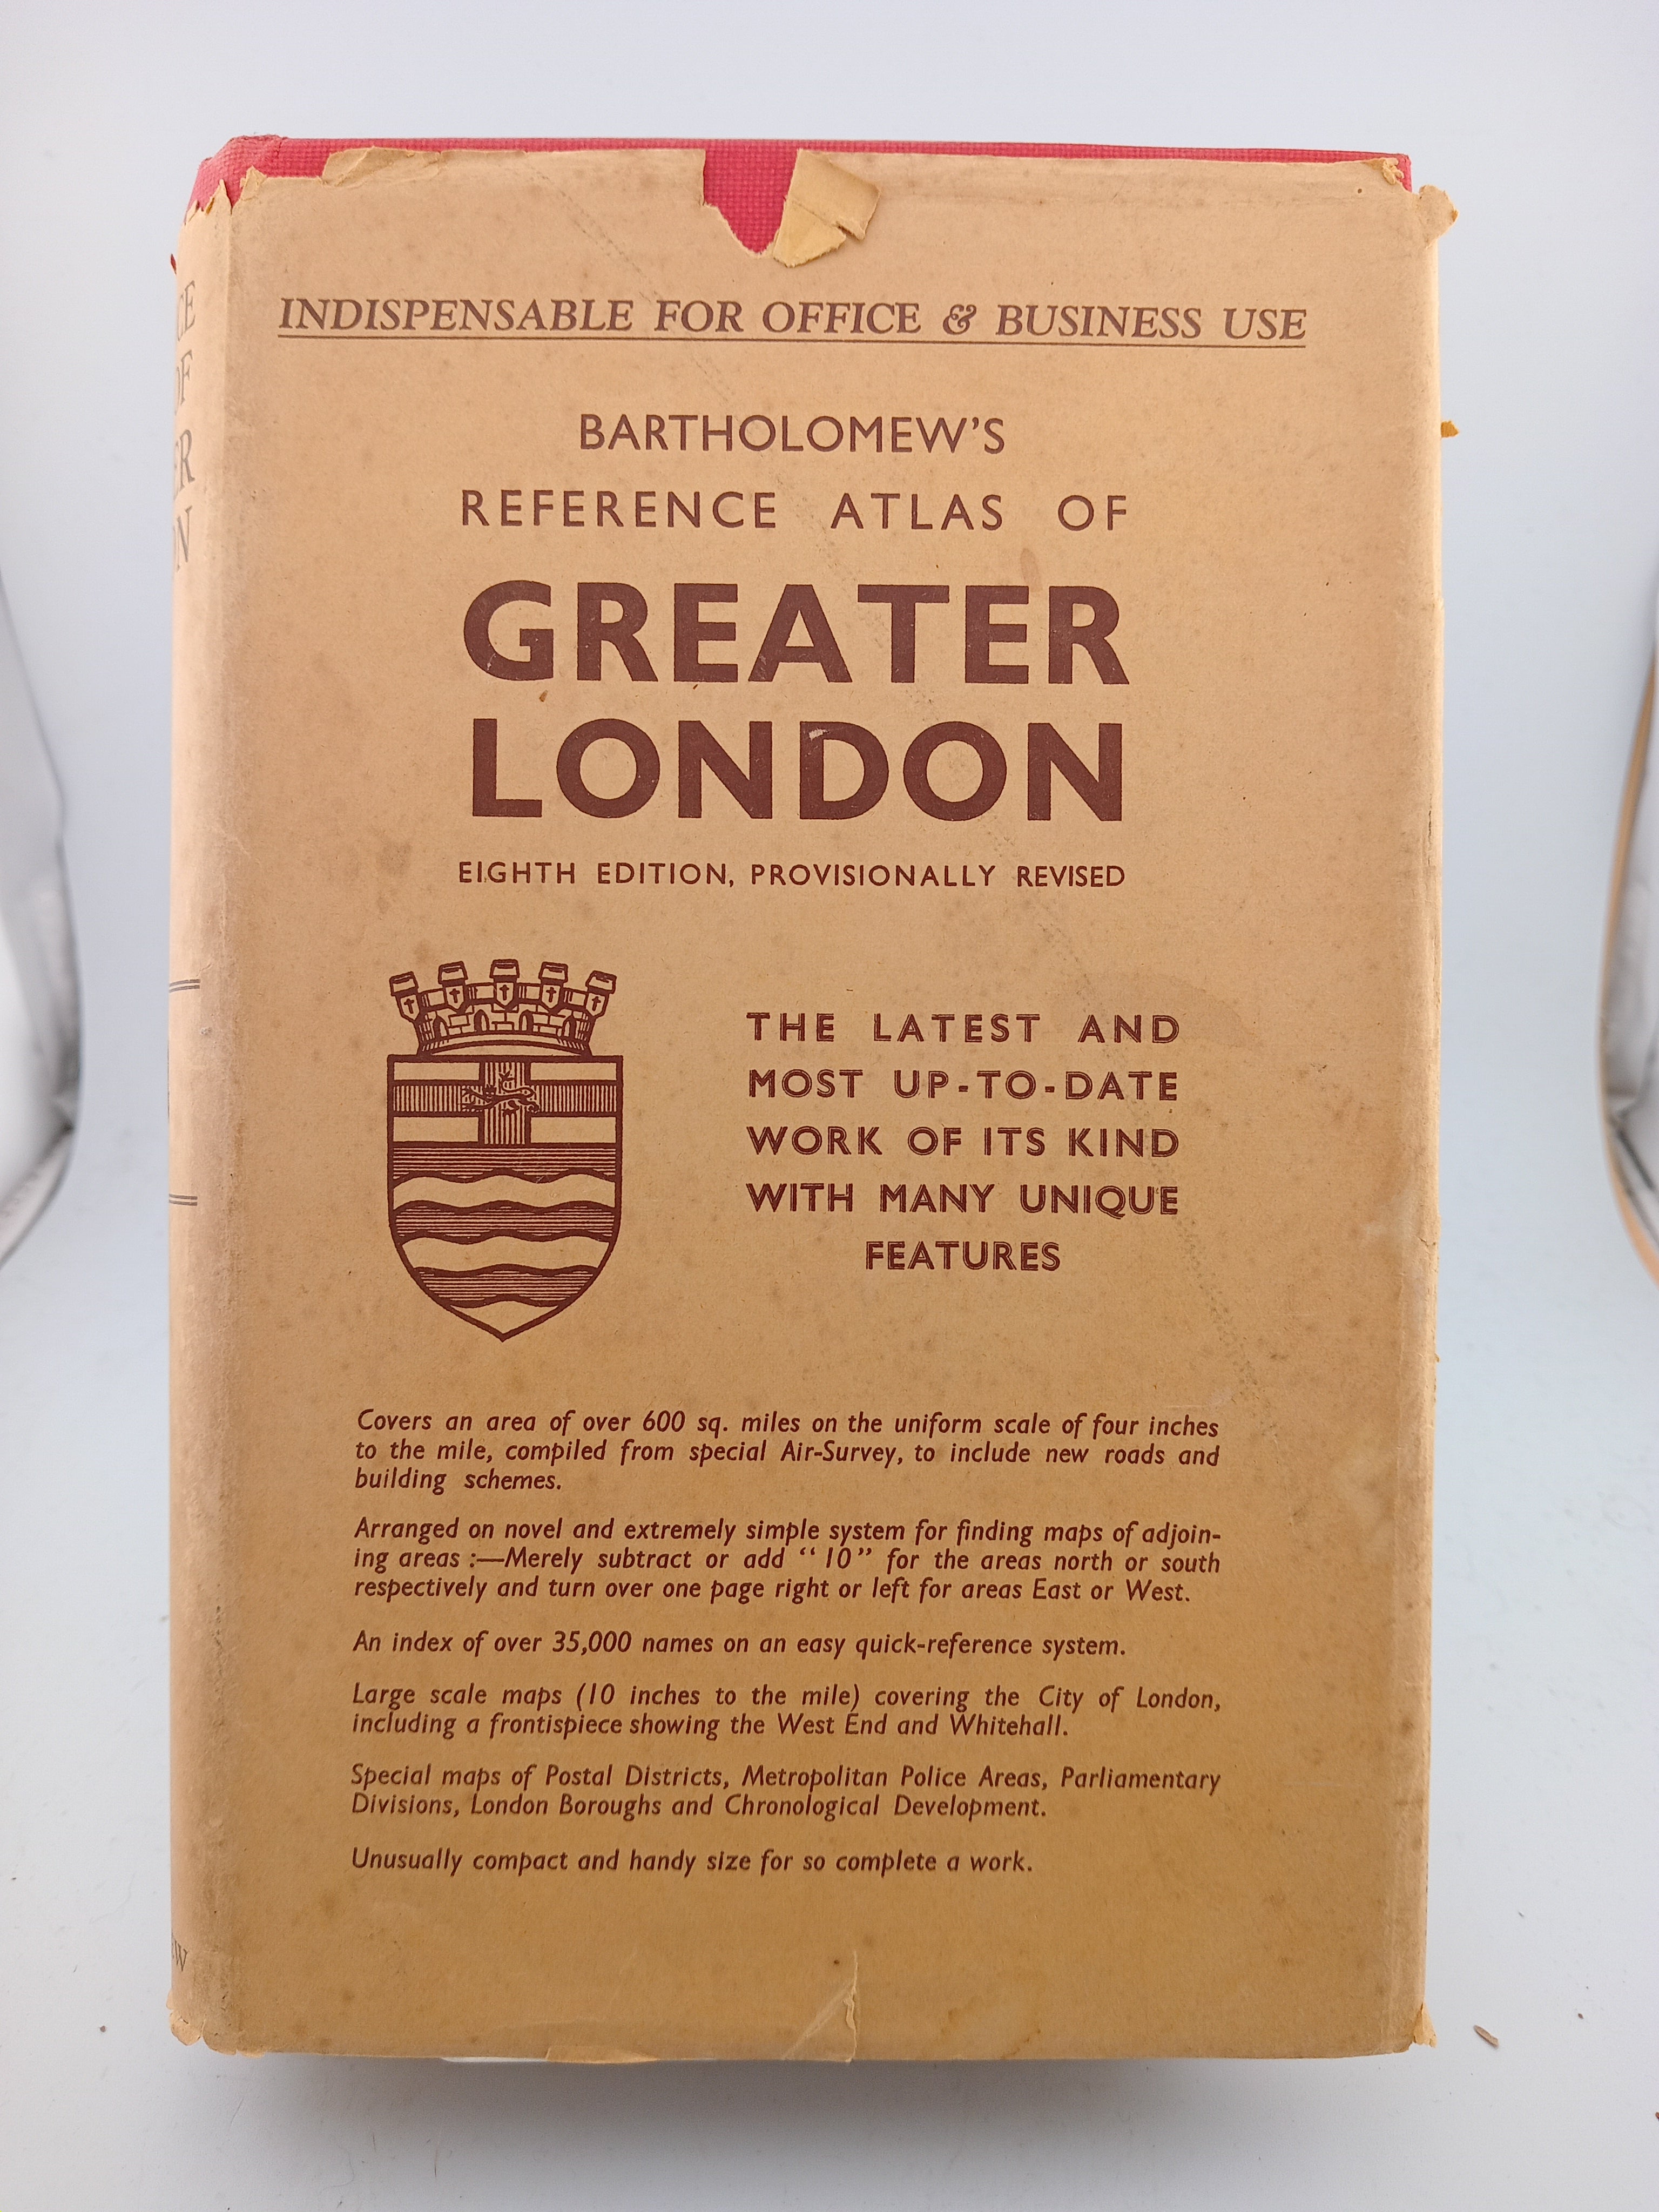 INDISPENSABLE FOR OFFICE & BUSINESS USE
BARTHOLOMEW'S
REFERENCE ATLAS OF
GREATER
LONDON
EIGHTH EDITION, PROVISIONALLY REVISED
THE LATEST AND
MOST UP-TO-DATE
WORK OF ITS KIND
WITH MANY UNIQUE
FEATURES
Covers an area of over 600 sq. miles on the uniform scale of four inches
to the mile, compiled from special Air-Survey, to include new roads and
building schemes.
Arranged on novel and extremely simple system for finding maps of adjoin-
ing areas :—Merely subtract or add “10” for the areas north or south
respectively and turn over one page right or left for areas East or West.
An index of over 35,000 names on an easy quick-reference system.
Large scale maps (10 inches to the mile) covering the City of London,
including a frontispiece showing the West End and Whitehall.
Special maps of Postal Districts, Metropolitan Police Areas, Parliamentary
Divisions, London Boroughs and Chronological Development.
Unusually compact and handy size for so complete a work.